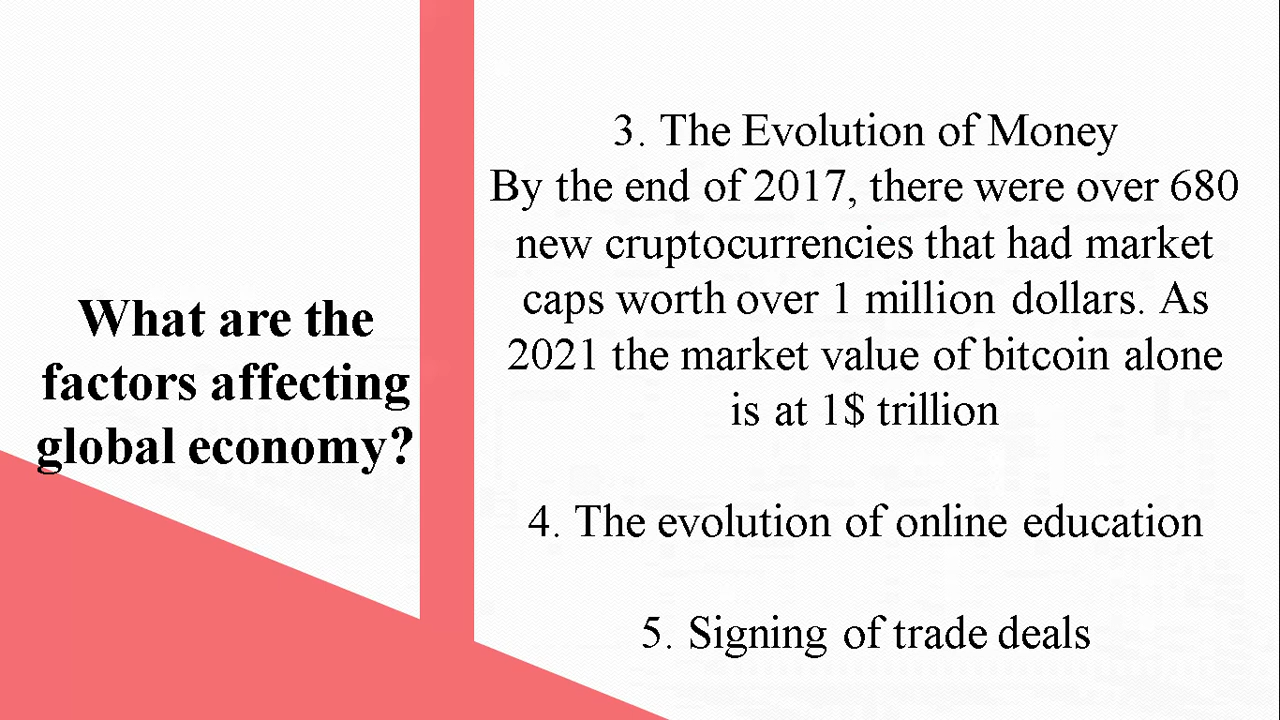 What are the
factors affecting
global economy?
3. The Evolution of Money
By the end of 2017, there were over 680
new cruptocurrencies that had market
caps worth over 1 million dollars. As
2021 the market value of bitcoin alone
is at 1$ trillion
4. The evolution of online education
5. Signing of trade deals